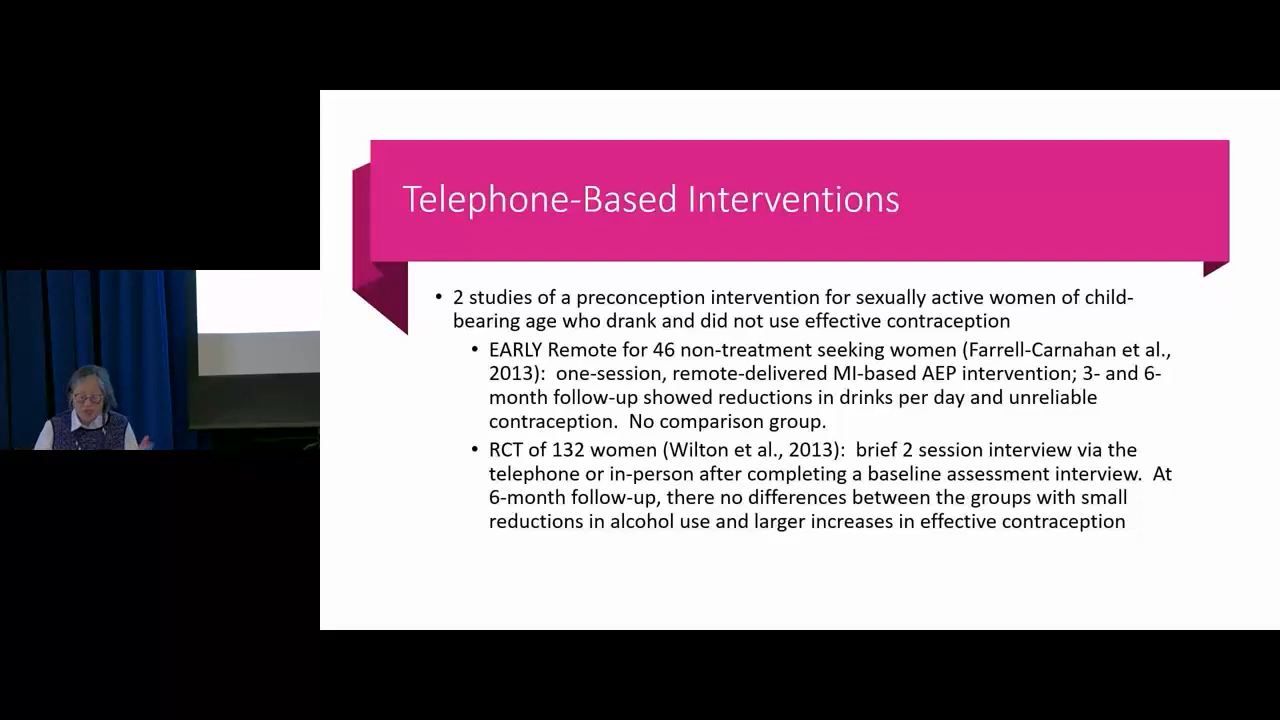 Telephone-Based Interventions
• 2 studies of a preconception intervention for sexually active women of child-
bearing age who drank and did not use effective contraception
• EARLY Remote for 46 non-treatment seeking women (Farrell-Carnahan et al.,
2013):  one-session, remote-delivered MI-based AEP intervention; 3- and 6-
month follow-up showed reductions in drinks per day and unreliable
contraception.  No comparison group.
• RCT of 132 women (Wilton et al., 2013):  brief 2 session interview via the
telephone or in-person after completing a baseline assessment interview.  At
6-month follow-up, there no differences between the groups with small
reductions in alcohol use and larger increases in effective contraception